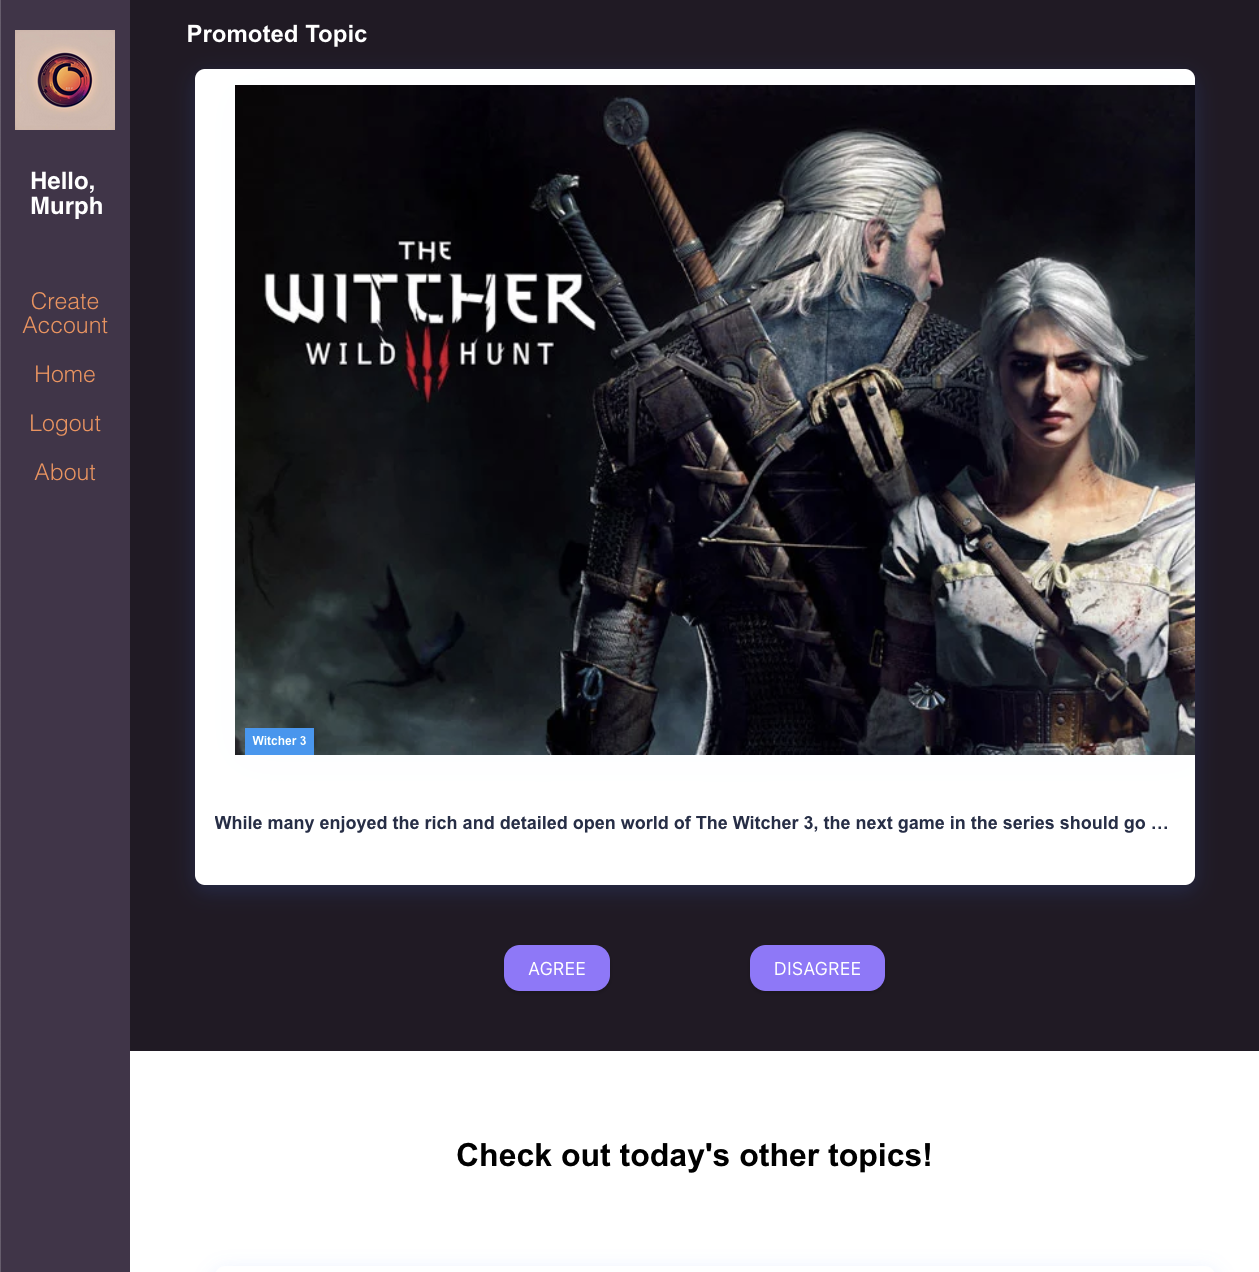 Promoted Topic
Hello,
Murph
Create
Account
Home
Logout
About
THE
WITCHER
WILD HUNT
Witcher 3
While many enjoyed the rich and detailed open world of The Witcher 3, the next game in the series should go ...
AGREE
DISAGREE
Check out today's other topics!